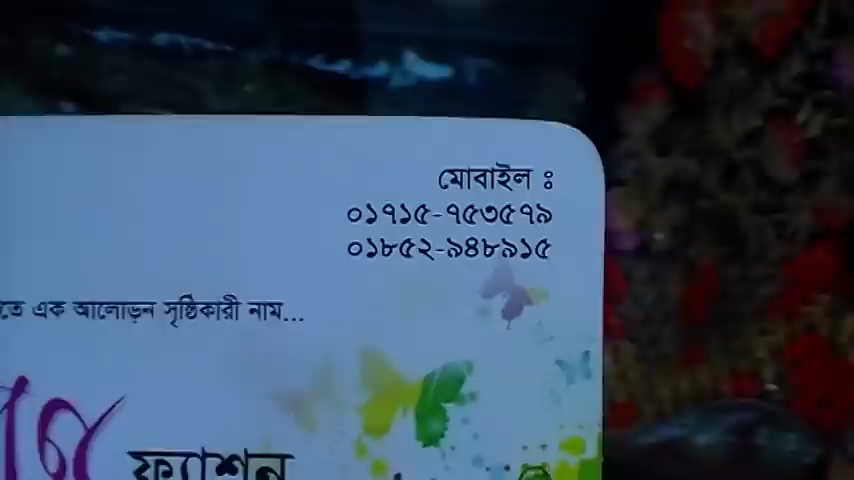 মোবাইল ঃ
০১৭১৫-৭৫৩৫৭৯
০১৮৫২-৯৪৮৯১৫
এক আলোড়ন সৃষ্টিকারী নাম...
ফ্যাশন